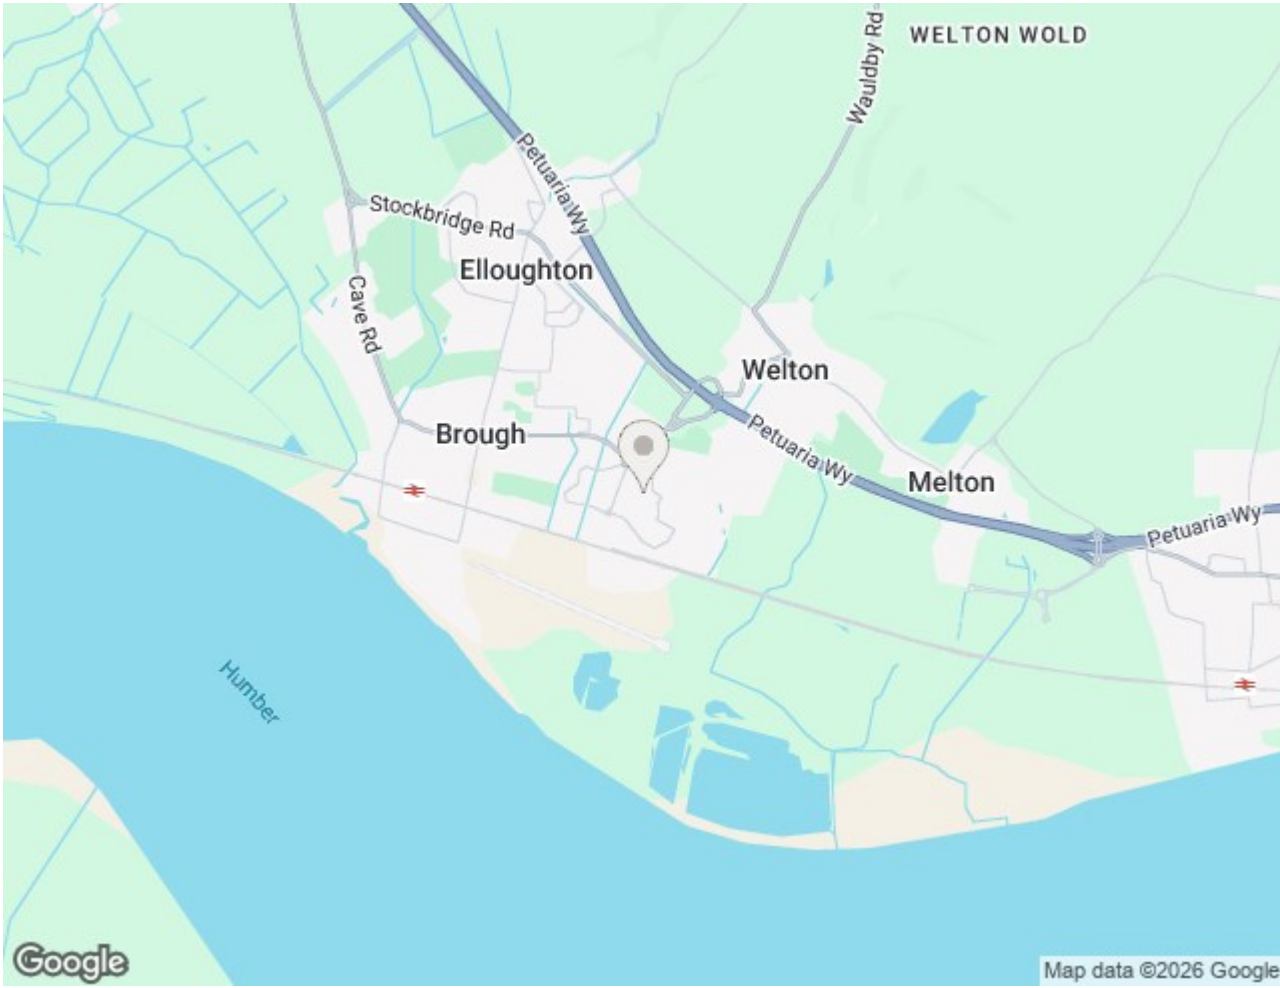 WELTON WOLD
Wauldby Rd
Petuaria Wy
Stockbridge Rd
Elloughton
Cave Rd
Welton
Brough
Petuaria Wy
Melton
Petuaria Wy
Humber
Google
Map data ©2026 Google